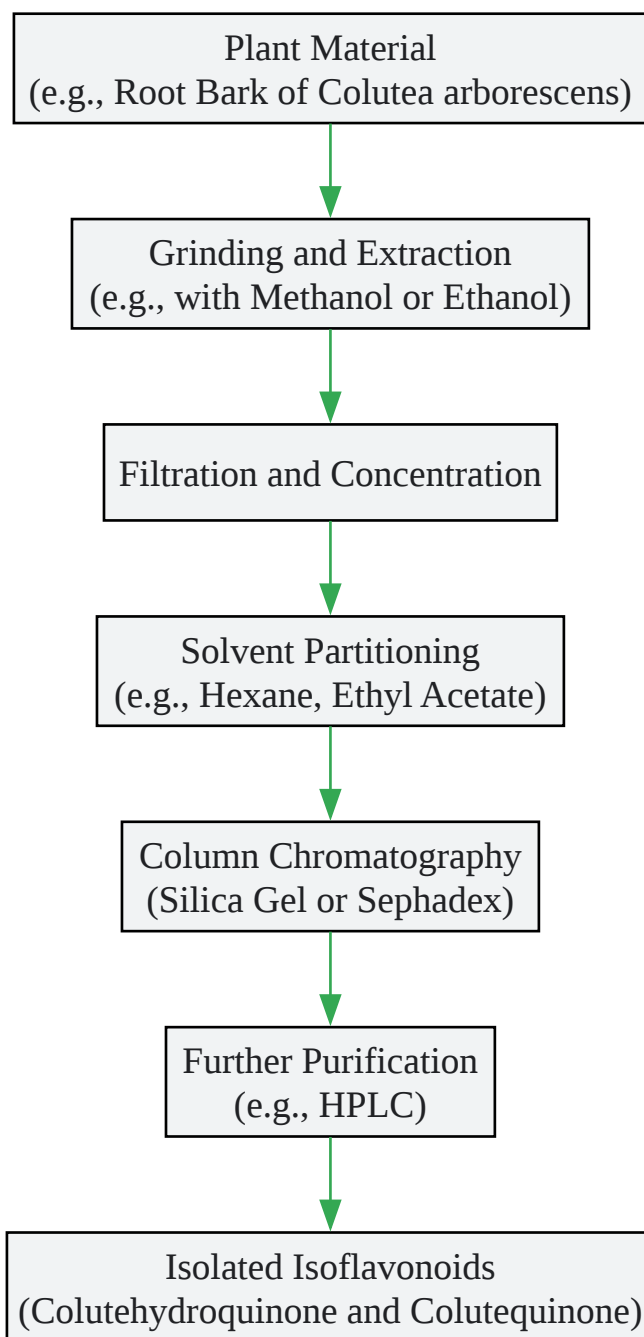 Plant Material
(e.g., Root Bark of Colutea arborescens)
Grinding and Extraction
(e.g., with Methanol or Ethanol)
Filtration and Concentration
Solvent Partitioning
(e.g., Hexane, Ethyl Acetate)
Column Chromatography
(Silica Gel or Sephadex)
Further Purification
(e.g., HPLC)
Isolated Isoflavonoids
(Colutehydroquinone and Colutequinone)